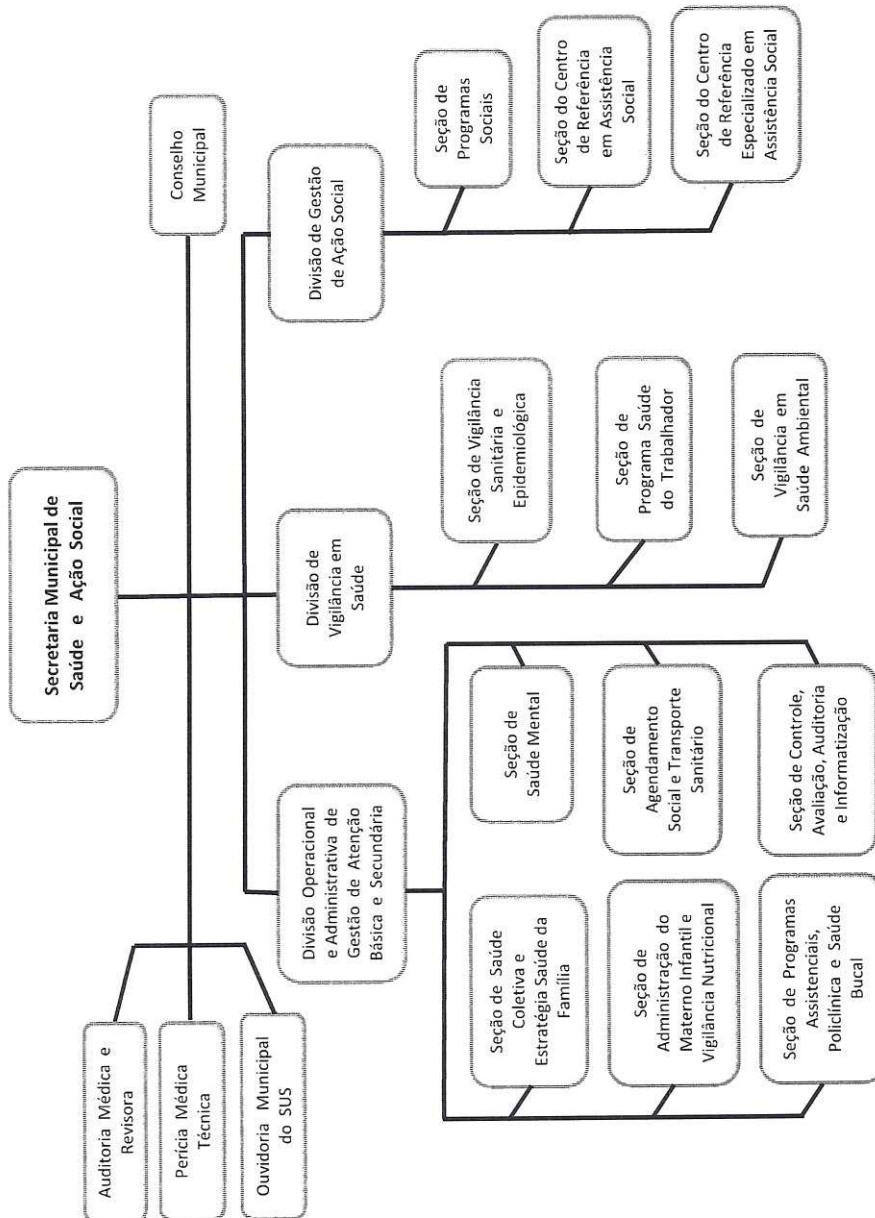 Secretaria Municipal de
Saúde e Ação Social
Conselho
Municipal
Auditoria Médica e
Revisora
Perícia Médica
Técnica
Ouvidoria Municipal
do SUS
Divisão Operacional
e Administrativa de
Gestão de Atenção
Básica e Secundária
Divisão de
Vigilância em
Saúde
Divisão de Gestão
de Ação Social
Seção de Saúde
Coletiva e
Estratégia Saúde da
Família
Seção de
Administração do
Materno Infantil e
Vigilância Nutricional
Seção de Programas
Assistenciais,
Policlínica e Saúde
Bucal
Seção de
Saúde Mental
Seção de
Agendamento
Social e Transporte
Sanitário
Seção de Controle,
Avaliação, Auditoria
e Informatização
Seção de Vigilância
Sanitária e
Epidemiológica
Seção de
Programa Saúde
do Trabalhador
Seção de
Vigilância em
Saúde Ambiental
Seção de
Programas
Sociais
Seção do Centro
de Referência
em Assistência
Social
Seção do Centro
de Referência
Especializado em
Assistência Social